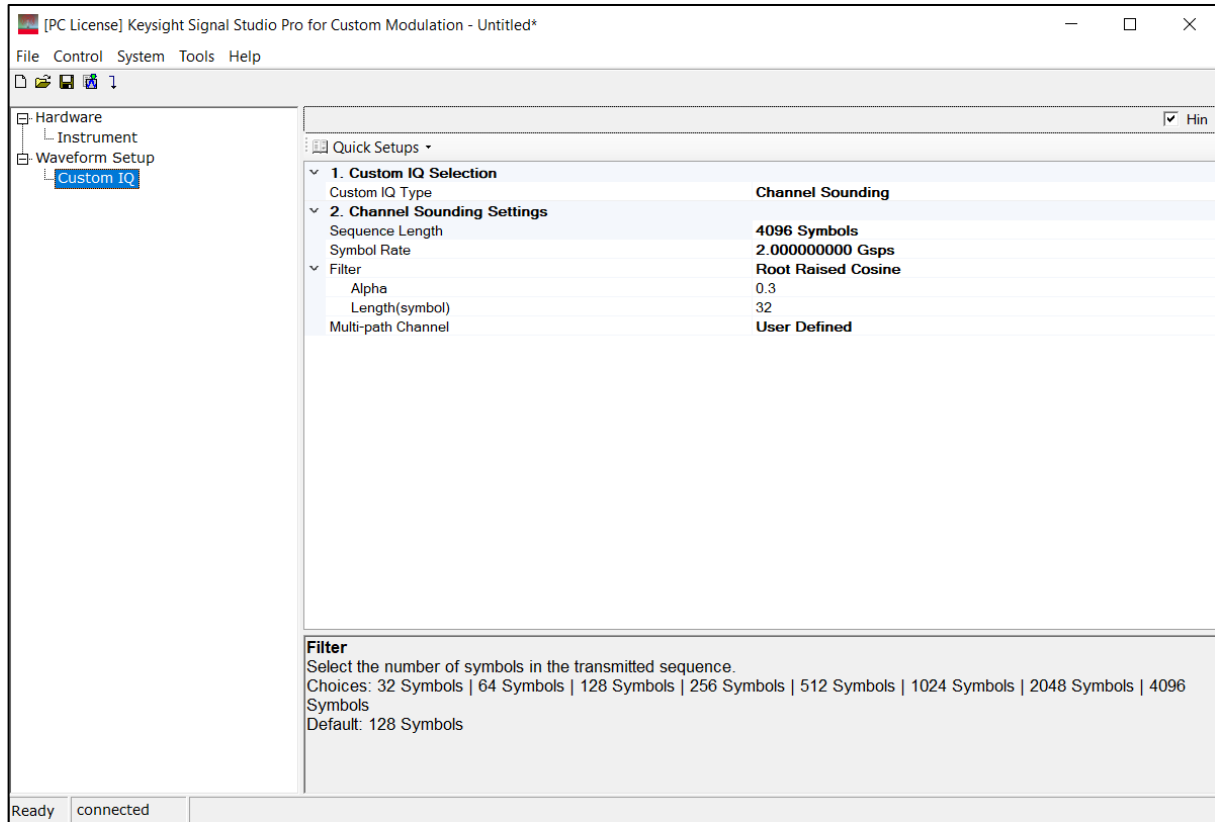 [PC License] Keysight Signal Studio Pro for Custom Modulation - Untitled*
File Control System Tools Help
Hardware
Instrument
Waveform Setup
Custom IQ
Hin
Quick Setups
1. Custom IQ Selection
Custom IQ Type Channel Sounding
2. Channel Sounding Settings
Sequence Length 4096 Symbols
Symbol Rate 2.000000000 Gsps
Filter Root Raised Cosine
Alpha 0.3
Length(symbol) 32
Multi-path Channel User Defined
Filter
Select the number of symbols in the transmitted sequence.
Choices: 32 Symbols | 64 Symbols | 128 Symbols | 256 Symbols | 512 Symbols | 1024 Symbols | 2048 Symbols | 4096
Symbols
Default: 128 Symbols
Ready connected